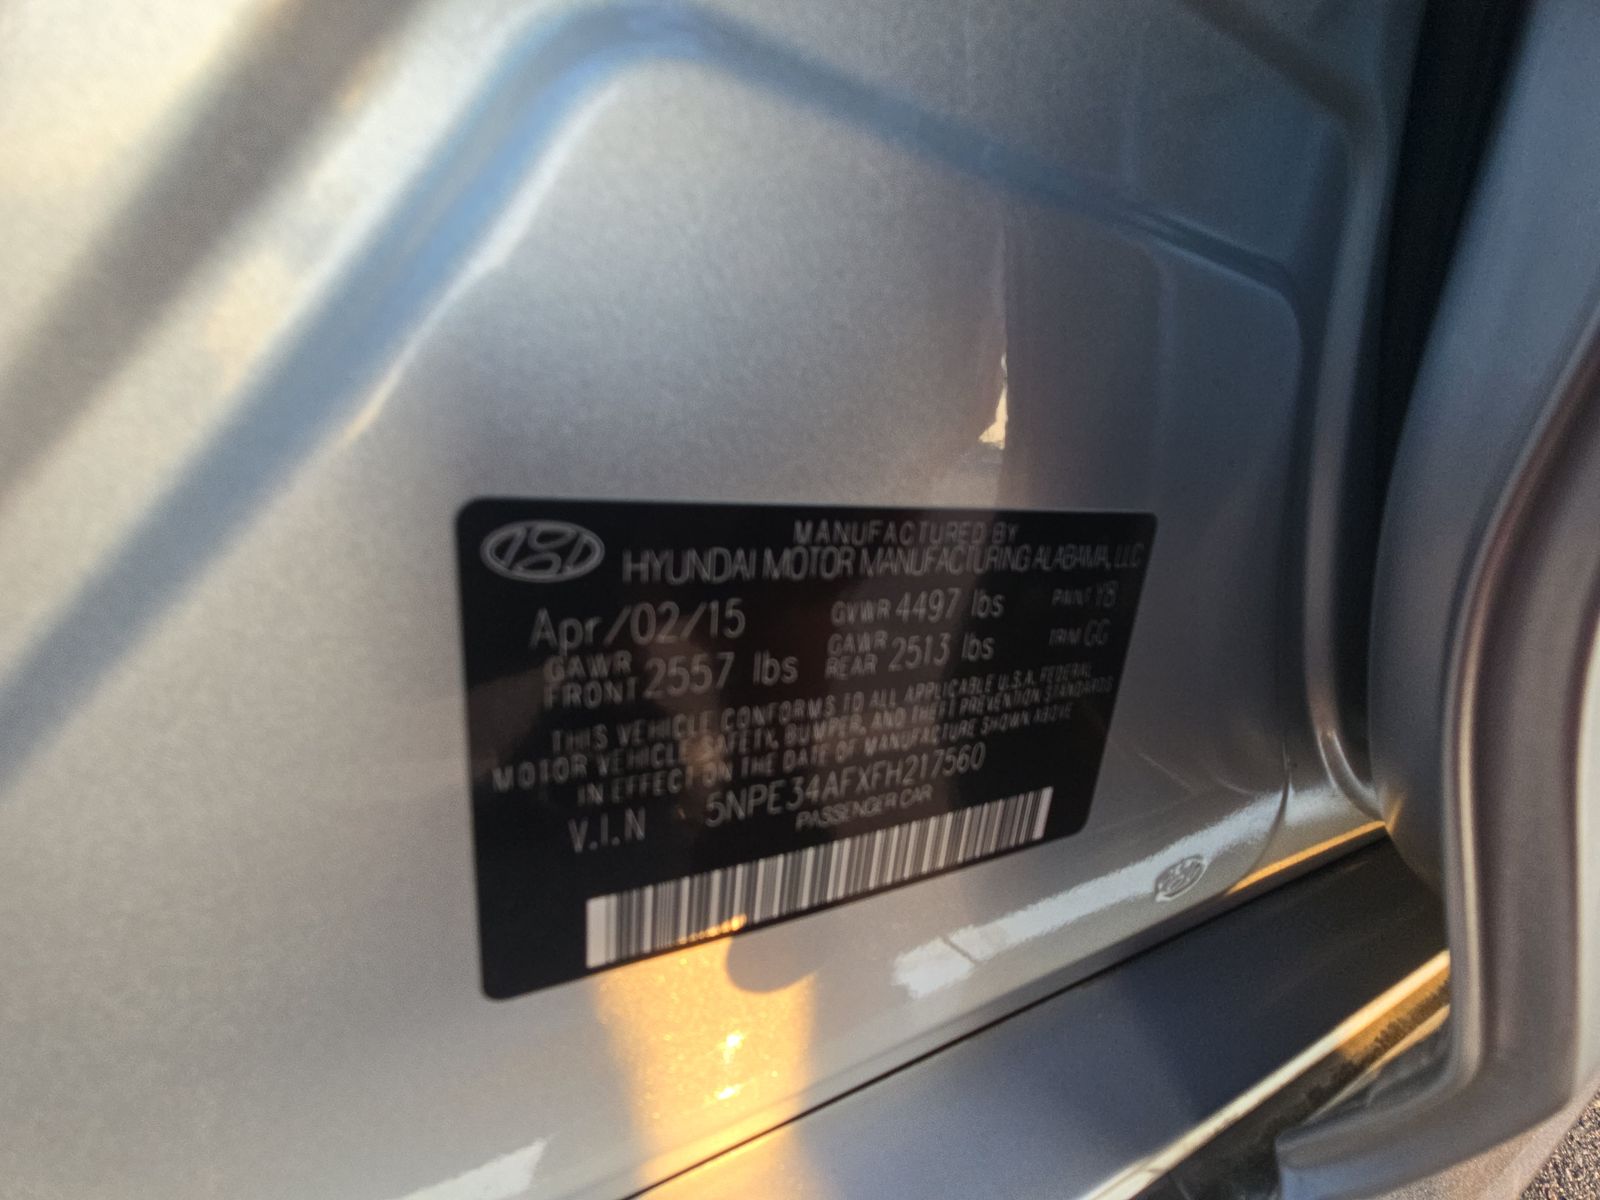 MANUFACTURED BY
HYUNDAI MOTOR MANUFACTURING ALABAMA, LLC
Apr/02/15 GVWR 4497 lbs PAINT Y8
GAWR FRONT 2557 lbs GAWR REAR 2513 lbs TRIM GG
THIS VEHICLE CONFORMS TO ALL APPLICABLE U.S.A. FEDERAL
MOTOR VEHICLE SAFETY, BUMPER, AND THEFT PREVENTION STANDARDS
IN EFFECT ON THE DATE OF MANUFACTURE SHOWN ABOVE
V.I.N 5NPE34AFXFH217560
PASSENGER CAR